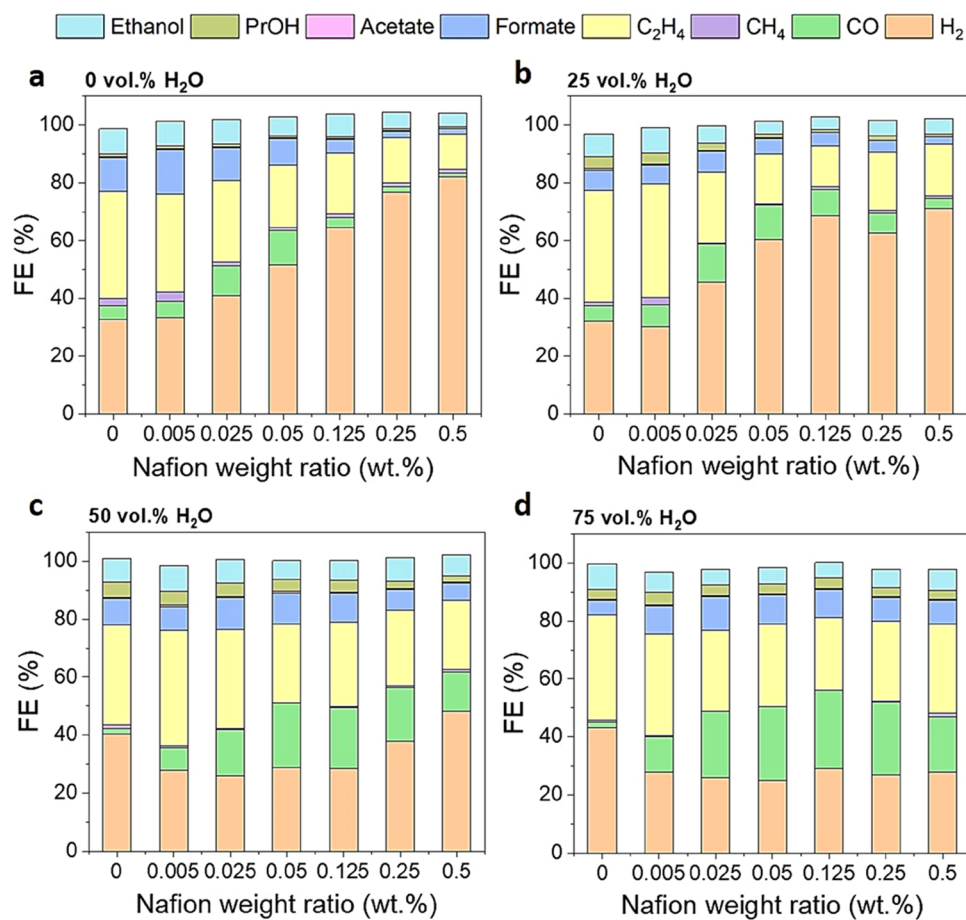 Ethanol PrOH Acetate Formate C₂H₄ CH₄ CO H₂
a 0 vol.% H₂O
FE (%)
100
80
60
40
20
0
0 0.005 0.025 0.05 0.125 0.25 0.5
Nafion weight ratio (wt.%)
b 25 vol.% H₂O
FE (%)
100
80
60
40
20
0
0 0.005 0.025 0.05 0.125 0.25 0.5
Nafion weight ratio (wt.%)
c 50 vol.% H₂O
FE (%)
100
80
60
40
20
0
0 0.005 0.025 0.05 0.125 0.25 0.5
Nafion weight ratio (wt.%)
d 75 vol.% H₂O
FE (%)
100
80
60
40
20
0
0 0.005 0.025 0.05 0.125 0.25 0.5
Nafion weight ratio (wt.%)